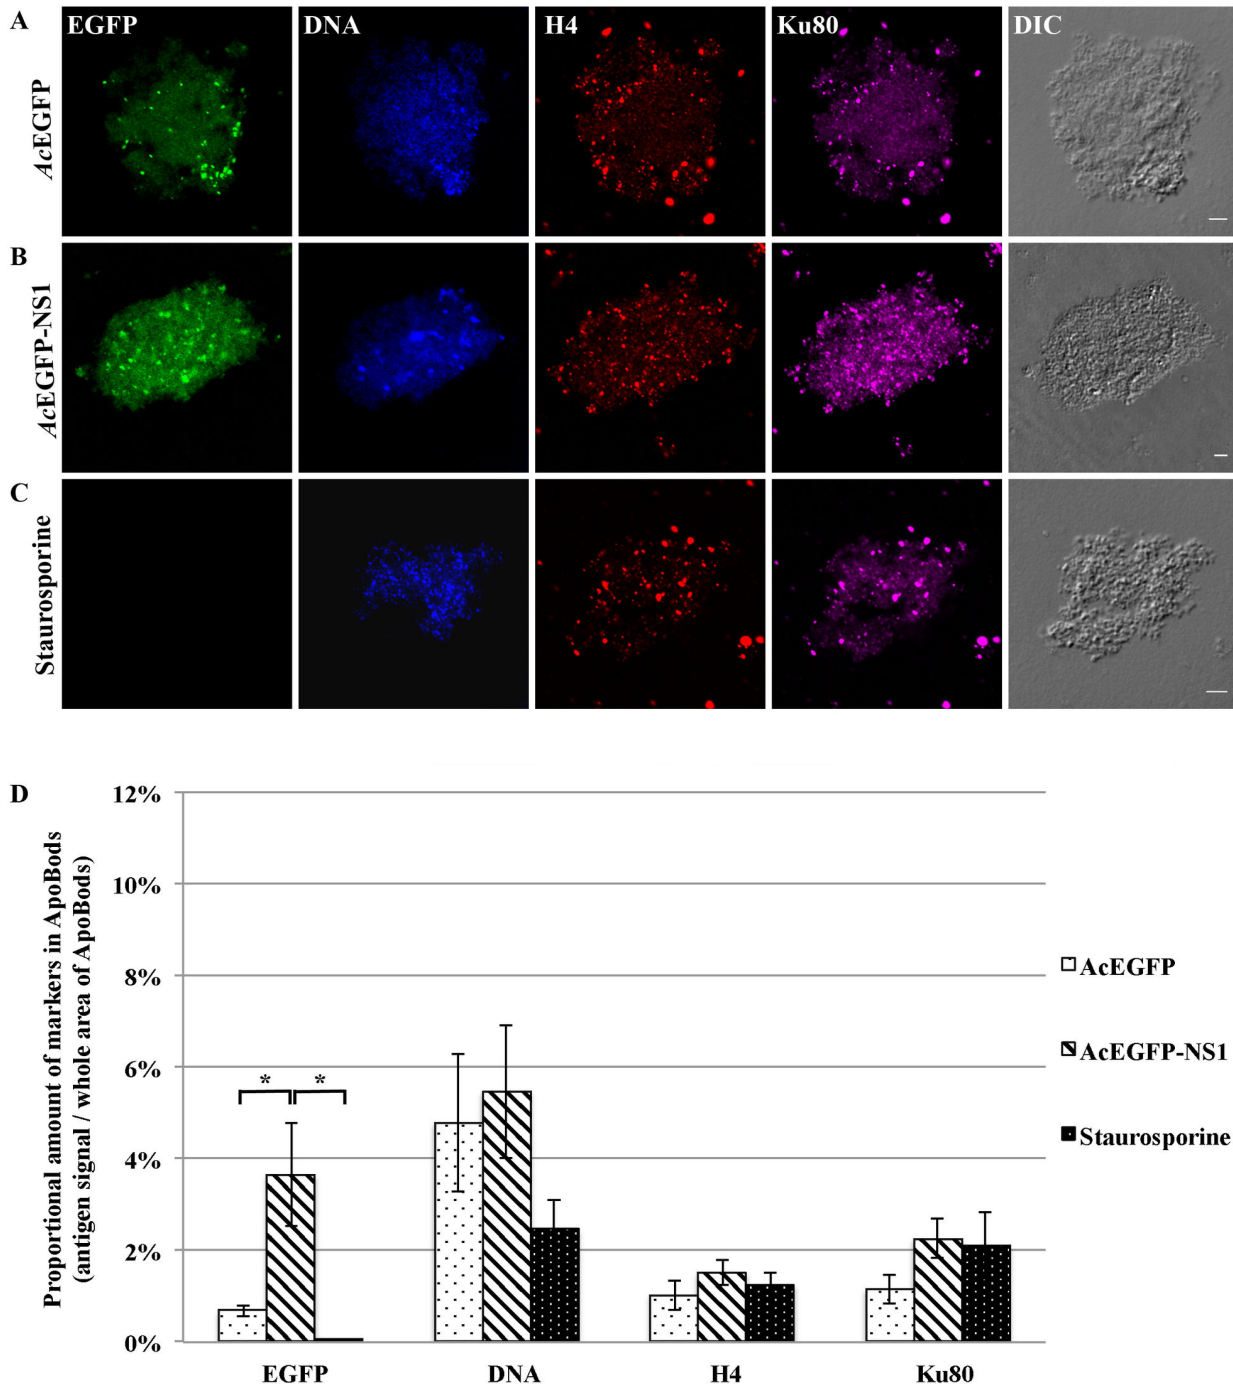 A
EGFP
DNA
H4
Ku80
DIC
AcEGFP
B
AcEGFP-NS1
C
Staurosporine
D
Proportional amount of markers in ApoBods
(antigen signal / whole area of ApoBods)
12%
10%
8%
6%
4%
2%
0%
* *
EGFP
DNA
H4
Ku80
AcEGFP
AcEGFP-NS1
Staurosporine